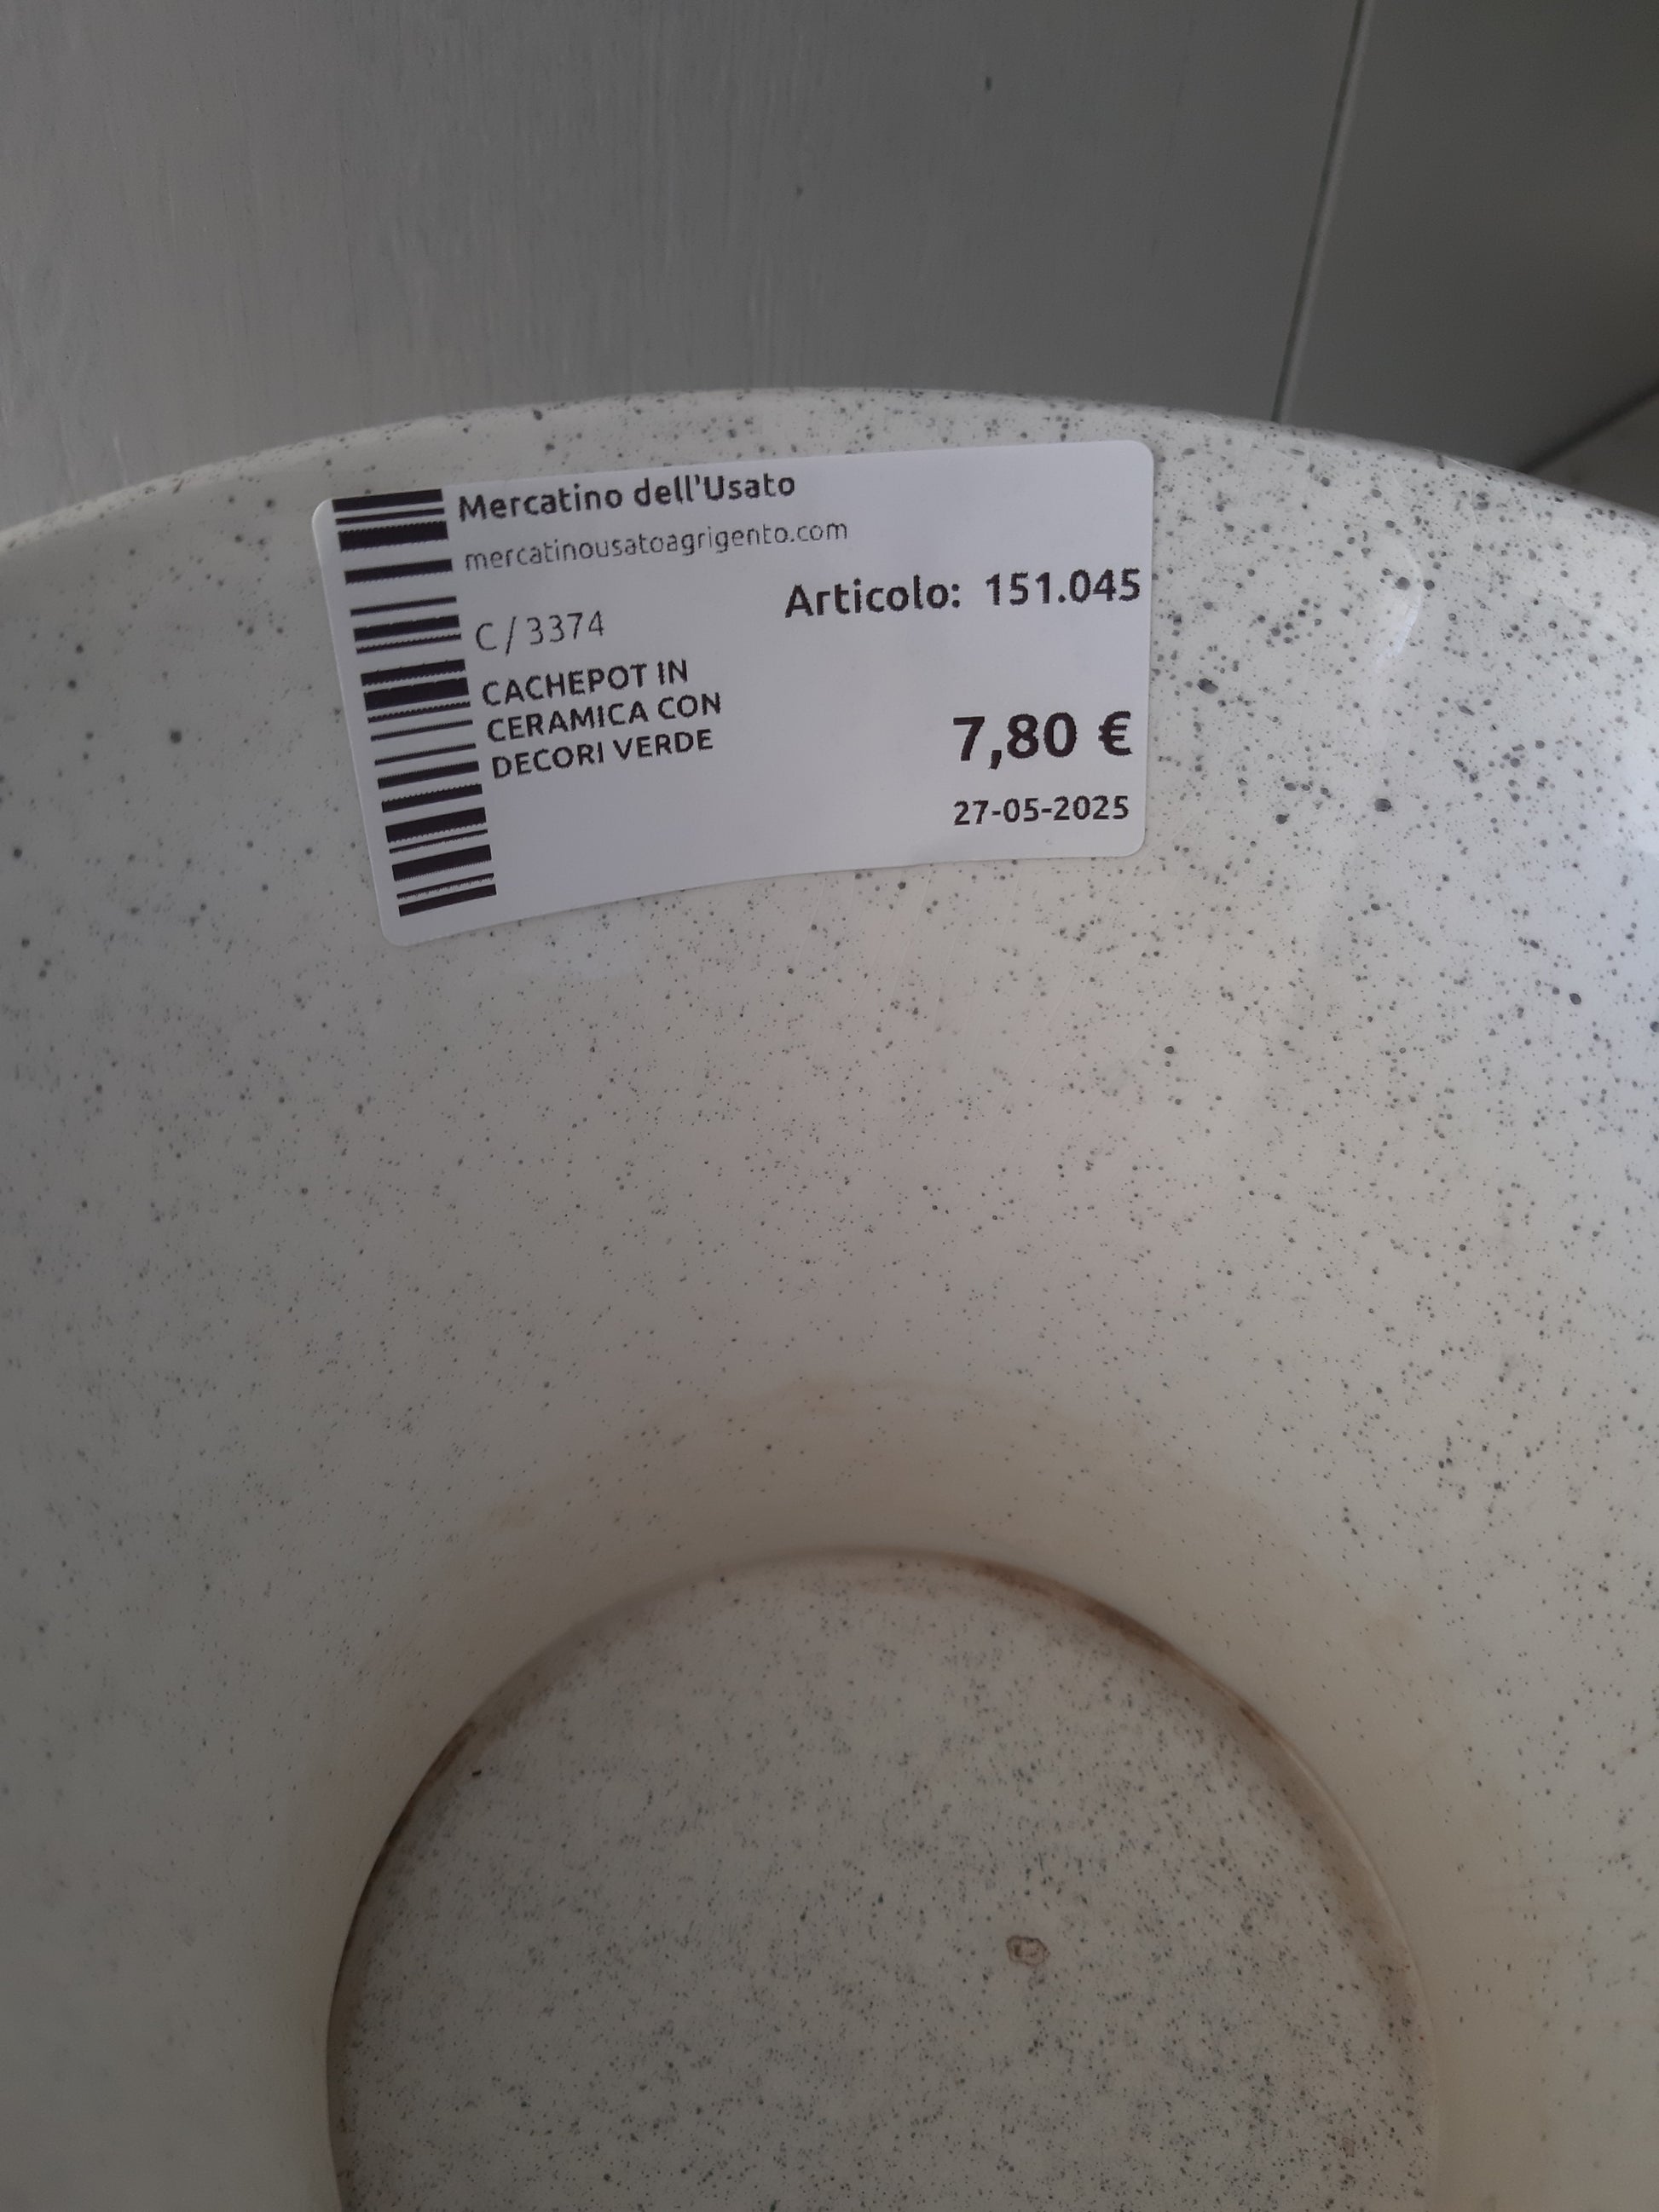 Mercatino dell'Usato
mercatinousatoagrigento.com
Articolo: 151.045
C / 3374
CACHEPOT IN
CERAMICA CON
DECORI VERDE
7,80 €
27-05-2025